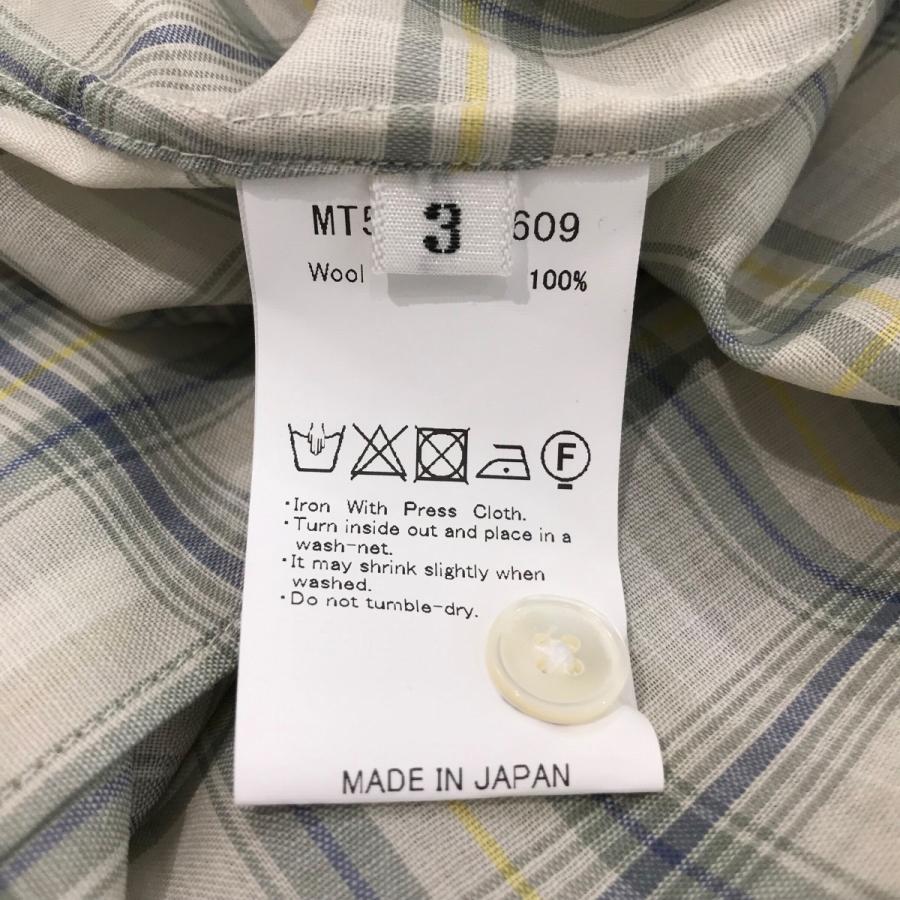 MT5 3 609
Wool 100%
F
・Iron With Press Cloth.
・Turn inside out and place in a
wash-net.
・It may shrink slightly when
washed.
・Do not tumble-dry.
MADE IN JAPAN